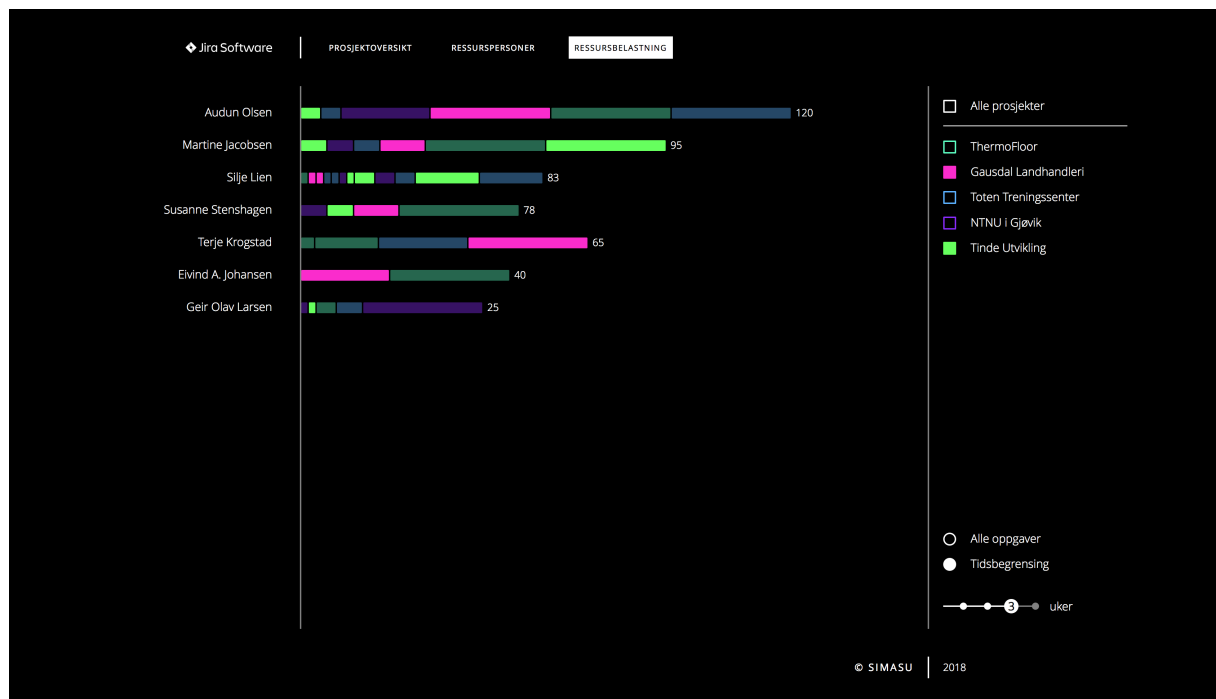 Jira Software
PROSJEKTOVERSIKT
RESSURSPERSONER
RESSURSBELASTNING
Audun Olsen 120
Martine Jacobsen 95
Silje Lien 83
Susanne Stenshagen 78
Terje Krogstad 65
Eivind A. Johansen 40
Geir Olav Larsen 25
Alle prosjekter
ThermoFloor
Gausdal Landhandleri
Toten Treningssenter
NTNU i Gjøvik
Tinde Utvikling
Alle oppgaver
Tidsbegrensing
3 uker
© SIMASU 2018